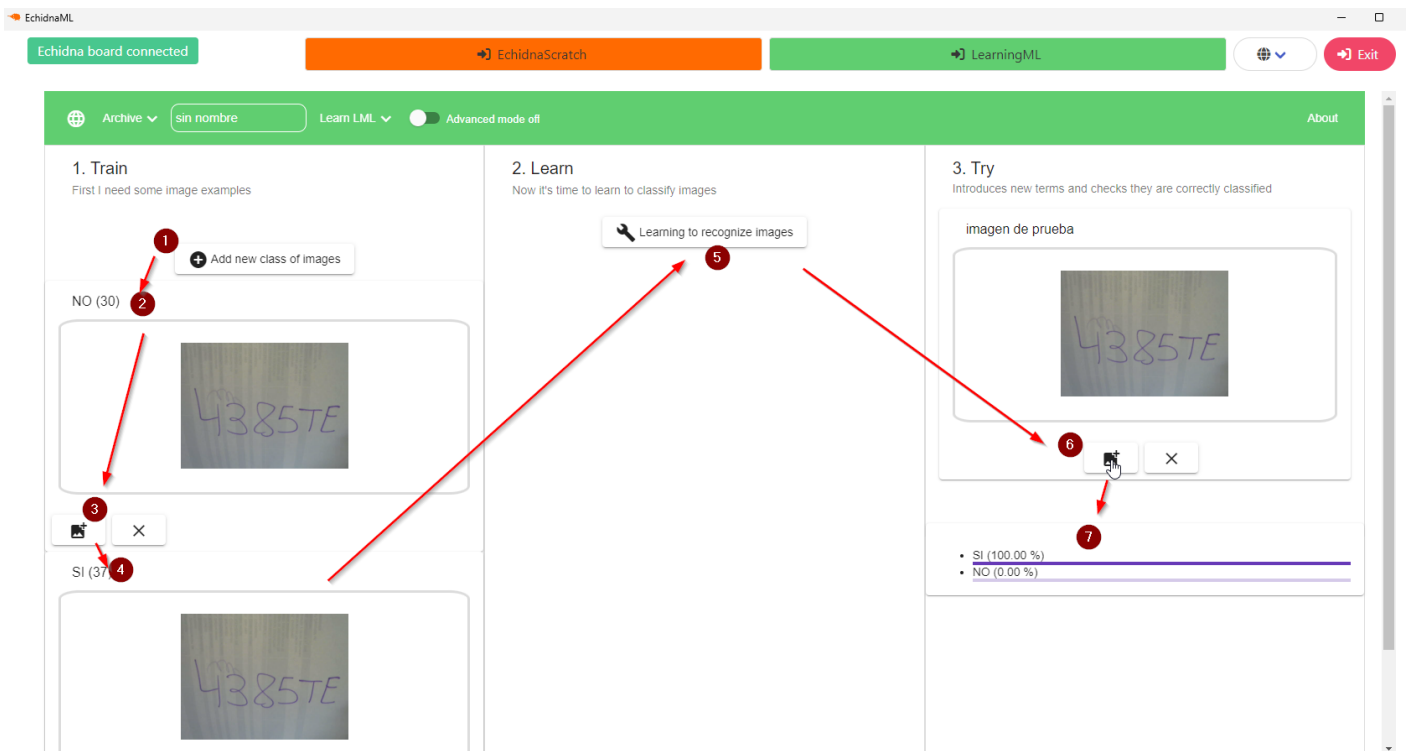 EchidnaML
Echidna board connected
EchidnaScratch
LearningML
Exit
Archive
sin nombre
Learn LML
Advanced mode off
About
1. Train
First I need some image examples
1
Add new class of images
NO (30)
2
4385TE
3
SI (37)
4
4385TE
2. Learn
Now it's time to learn to classify images
Learning to recognize images
5
3. Try
Introduces new terms and checks they are correctly classified
imagen de prueba
4385TE
6
7
SI (100.00 %)
NO (0.00 %)